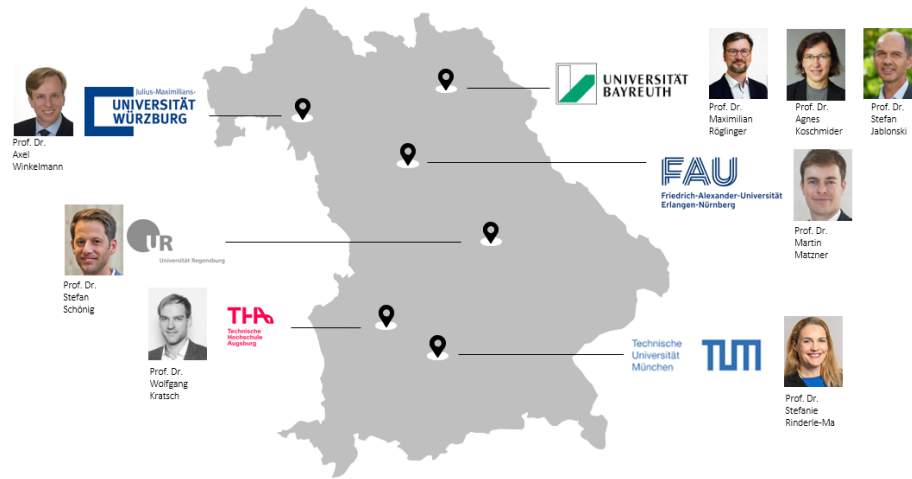 Julius-Maximilians-
UNIVERSITÄT
WÜRZBURG
Prof. Dr.
Axel
Winkelmann
UNIVERSITÄT
BAYREUTH
Prof. Dr.
Maximilian
Röglinger
Prof. Dr.
Agnes
Koschmider
Prof. Dr.
Stefan
Jablonski
FAU
Friedrich-Alexander-Universität
Erlangen-Nürnberg
Prof. Dr.
Martin
Matzner
UR
Universität Regensburg
Prof. Dr.
Stefan
Schönig
THA
Technische
Hochschule
Augsburg
Prof. Dr.
Wolfgang
Kratsch
Technische
Universität
München
TUM
Prof. Dr.
Stefanie
Rinderle-Ma